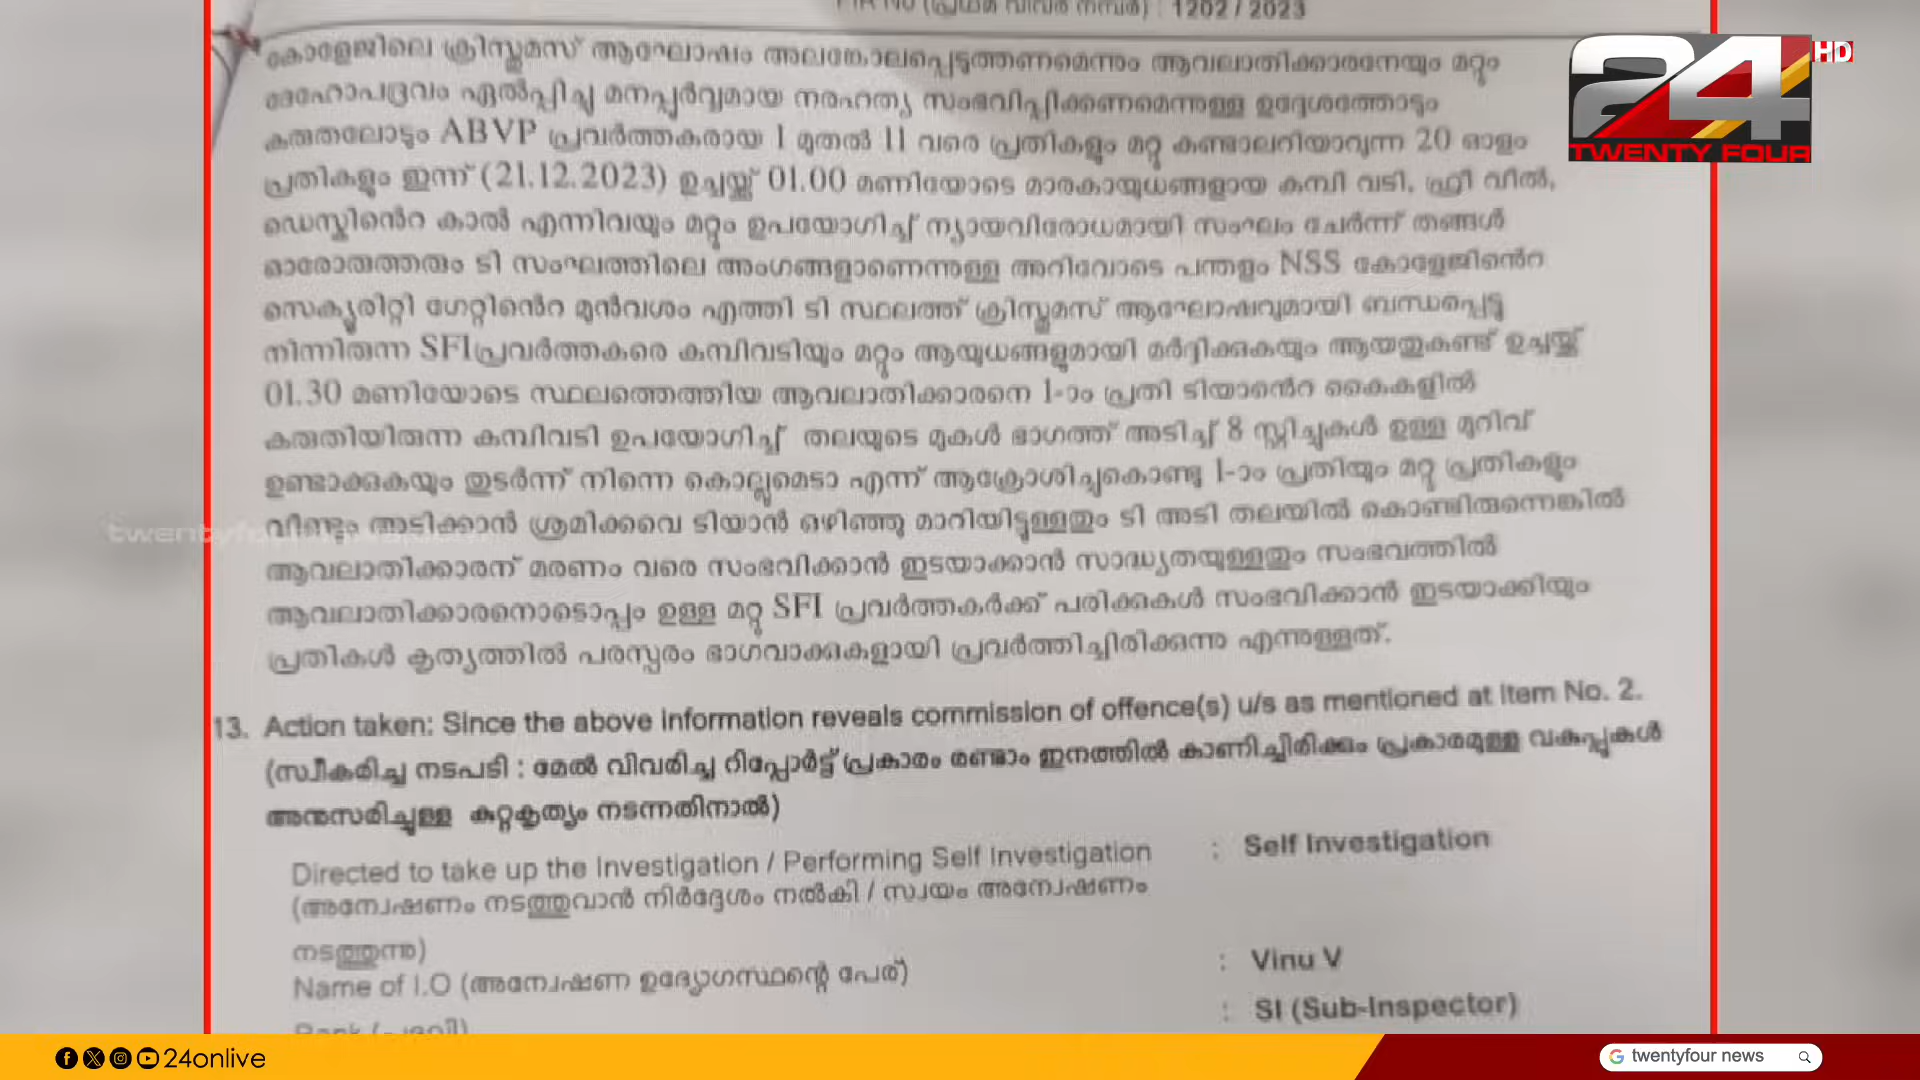 FIR No (പ്രഥമ വിവര നമ്പർ) : 1202 / 2023
കോളേജിലെ ക്രിസ്തുമസ് ആഘോഷം അലങ്കോലപ്പെടുത്തണമെന്നും ആവലാതിക്കാരനേയും മറ്റും
ദേഹോപദ്രവം ഏൽപ്പിച്ച് മനപ്പൂർവ്വമായ നരഹത്യ സംഭവിപ്പിക്കണമെന്നുള്ള ഉദ്ദേശത്തോടും
കരുതലോടും ABVP പ്രവർത്തകരായ 1 മുതൽ 11 വരെ പ്രതികളും മറ്റു കണ്ടാലറിയാവുന്ന 20 ഓളം
പ്രതികളും ഇന്ന് (21.12.2023) ഉച്ചയ്ക്ക് 01.00 മണിയോടെ മാരകായുധങ്ങളായ കമ്പി വടി, ഫ്രീ വീൽ,
ഡെസ്കിൻെറ കാൽ എന്നിവയും മറ്റും ഉപയോഗിച്ച് ന്യായവിരോധമായി സംഘം ചേർന്ന് തങ്ങൾ
ഓരോരുത്തരും ടി സംഘത്തിലെ അംഗങ്ങളാണെന്നുള്ള അറിവോടെ പന്തളം NSS കോളേജിൻെറ
സെക്യൂരിറ്റി ഗേറ്റിൻെറ മുൻവശം എത്തി ടി സ്ഥലത്ത് ക്രിസ്തുമസ് ആഘോഷവുമായി ബന്ധപ്പെട്ടു
നിന്നിരുന്ന SFIപ്രവർത്തകരെ കമ്പിവടിയും മറ്റും ആയുധങ്ങളുമായി മർദ്ദിക്കുകയും ആയതുകണ്ട് ഉച്ചയ്ക്ക്
01.30 മണിയോടെ സ്ഥലത്തെത്തിയ ആവലാതിക്കാരനെ 1-ാം പ്രതി ടിയാൻെറ കൈകളിൽ
കരുതിയിരുന്ന കമ്പിവടി ഉപയോഗിച്ച് തലയുടെ മുകൾ ഭാഗത്ത് അടിച്ച് 8 സ്റ്റിച്ചുകൾ ഉള്ള മുറിവ്
ഉണ്ടാക്കുകയും തുടർന്ന് നിന്നെ കൊല്ലുമെടാ എന്ന് ആക്രോശിച്ചുകൊണ്ടു 1-ാം പ്രതിയും മറ്റു പ്രതികളും
വീണ്ടും അടിക്കാൻ ശ്രമിക്കവെ ടിയാൻ ഒഴിഞ്ഞു മാറിയിട്ടുള്ളതും ടി അടി തലയിൽ കൊണ്ടിരുന്നെങ്കിൽ
ആവലാതിക്കാരന് മരണം വരെ സംഭവിക്കാൻ ഇടയാക്കാൻ സാദ്ധ്യതയുള്ളതും സംഭവത്തിൽ
ആവലാതിക്കാരനൊടൊപ്പം ഉള്ള മറ്റു SFI പ്രവർത്തകർക്ക് പരിക്കുകൾ സംഭവിക്കാൻ ഇടയാക്കിയും
പ്രതികൾ കൃത്യത്തിൽ പരസ്പരം ഭാഗവാക്കുകളായി പ്രവർത്തിച്ചിരിക്കുന്നു എന്നുള്ളത്.
13. Action taken: Since the above information reveals commission of offence(s) u/s as mentioned at Item No. 2.
(സ്വീകരിച്ച നടപടി : മേൽ വിവരിച്ച റിപ്പോർട്ട് പ്രകാരം രണ്ടാം ഇനത്തിൽ കാണിച്ചിരിക്കും പ്രകാരമുള്ള വകുപ്പുകൾ
അനുസരിച്ചുള്ള കുറ്റകൃത്യം നടന്നതിനാൽ)
Directed to take up the Investigation / Performing Self Investigation : Self Investigation
(അന്വേഷണം നടത്തുവാൻ നിർദ്ദേശം നൽകി / സ്വയം അന്വേഷണം
നടത്തുന്നു)
Name of I.O (അന്വേഷണ ഉദ്യോഗസ്ഥന്റെ പേര്) : Vinu V
Rank (പദവി) : SI (Sub-Inspector)
24 HD
TWENTY FOUR
24onlive
twentyfour news